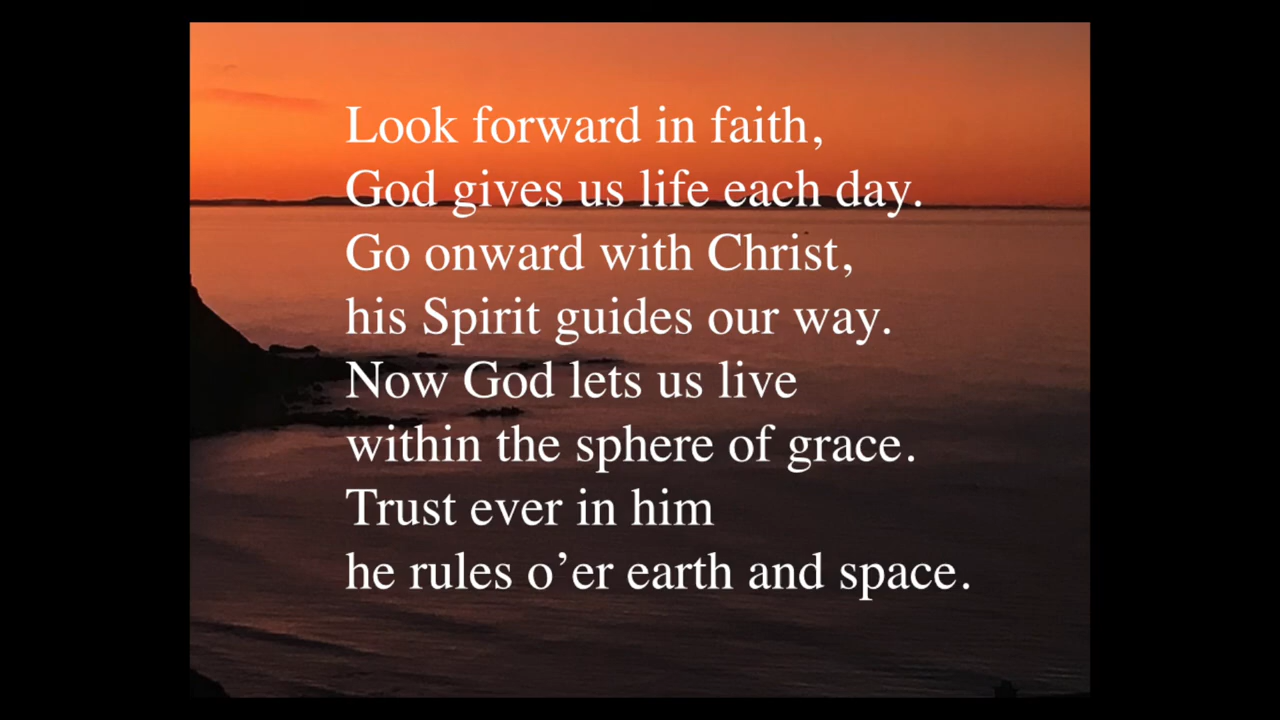 Look forward in faith,
God gives us life each day.
Go onward with Christ,
his Spirit guides our way.
Now God lets us live
within the sphere of grace.
Trust ever in him
he rules o’er earth and space.